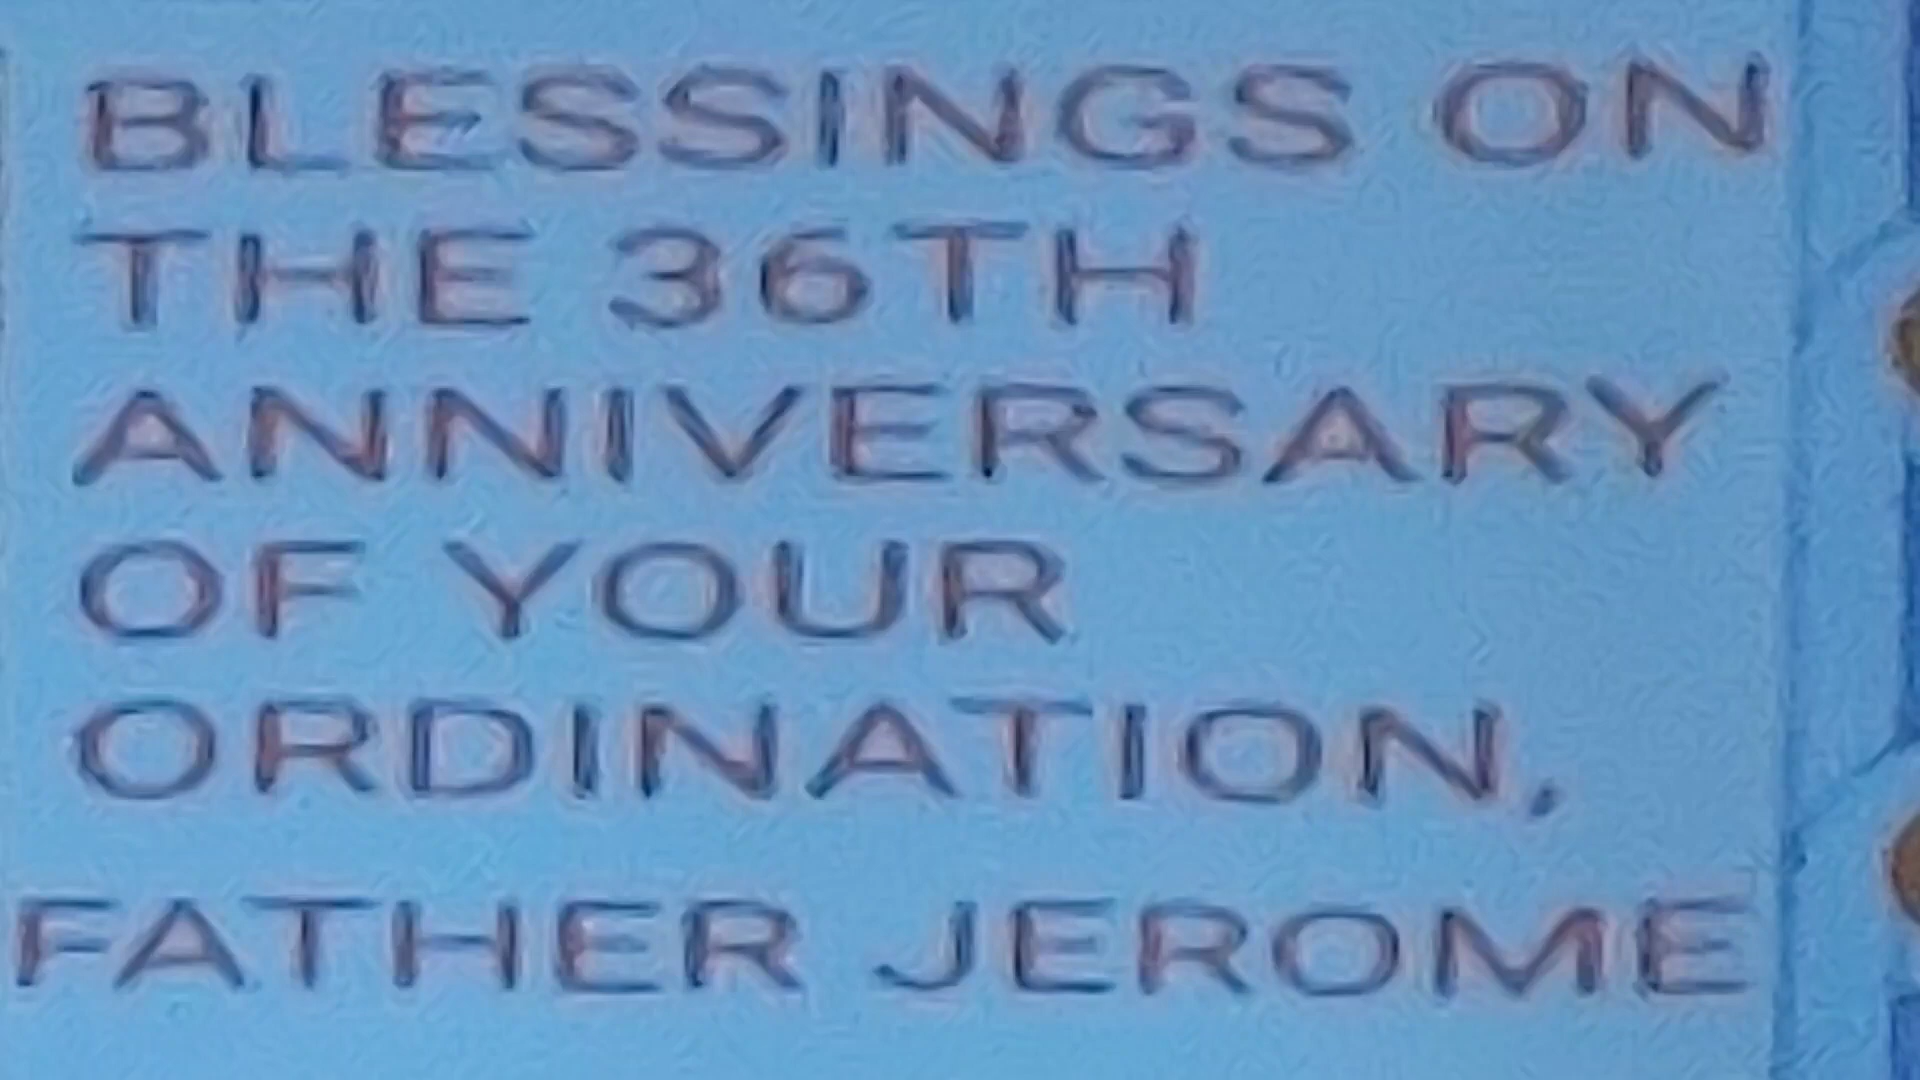 BLESSINGS ON
THE 36TH
ANNIVERSARY
OF YOUR
ORDINATION,
FATHER JEROME